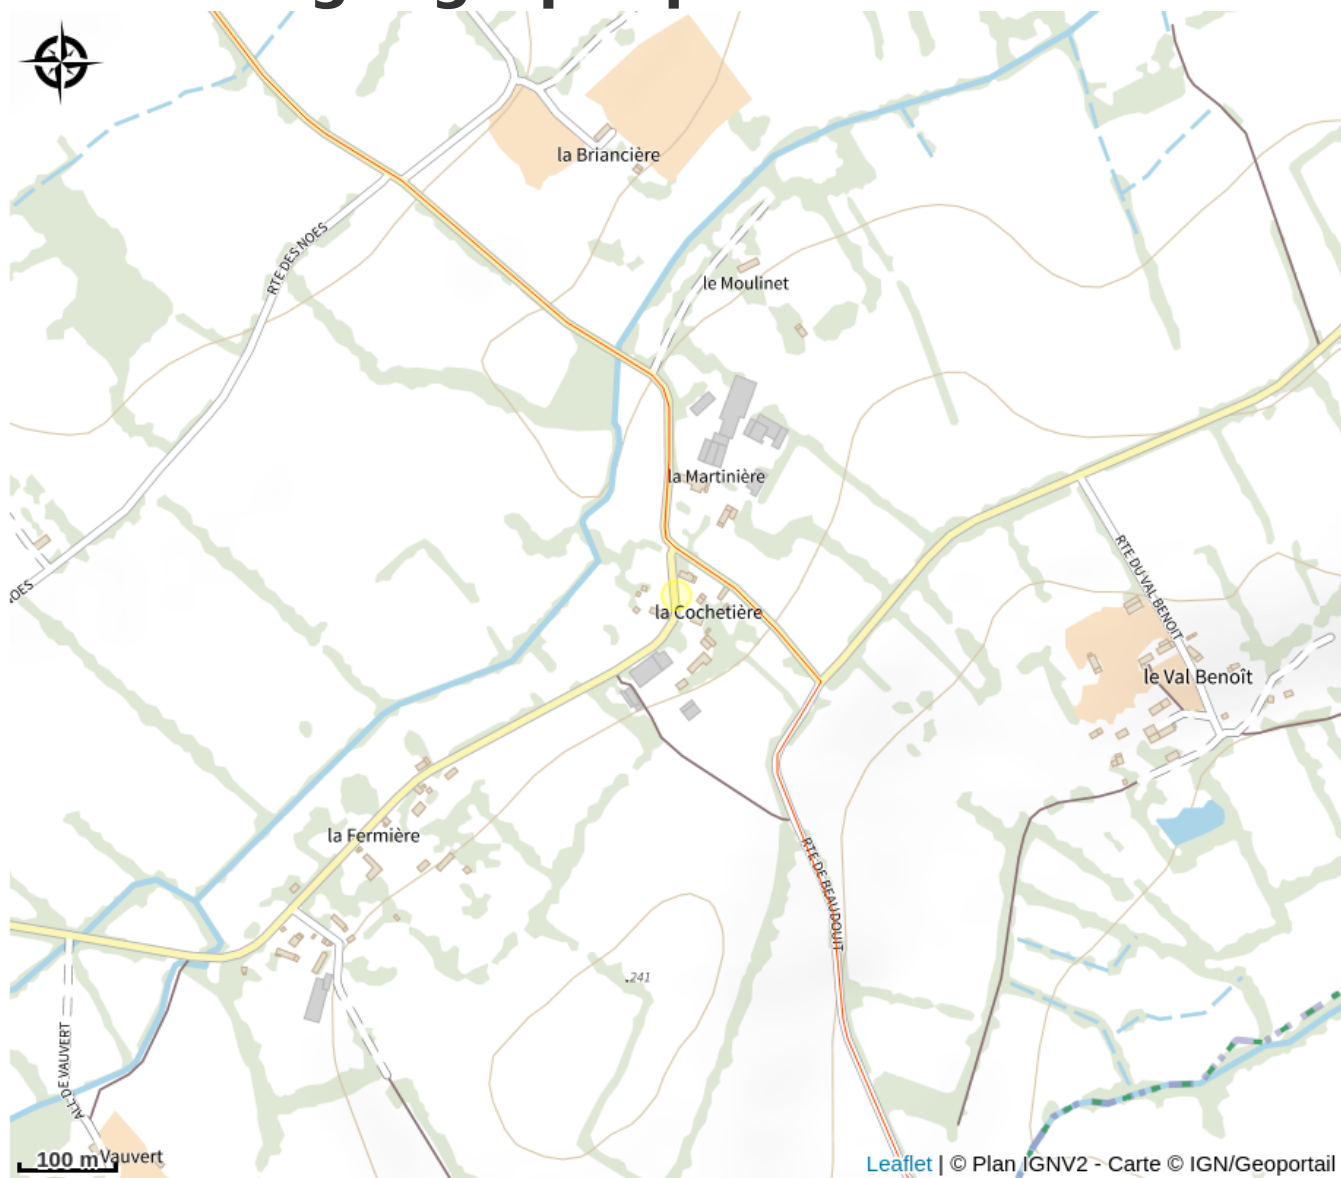 la Briancière
RTE DES NOES
le Moulinet
la Martinière
RTE DU VAL BENOIT
la Cochetière
le Val Benoît
la Fermière
RTE DE BEAUDOUIT
241
ALL DE VAUVERT
Vauvert
100 m
Leaflet | © Plan IGNV2 - Carte © IGN/Geoportail